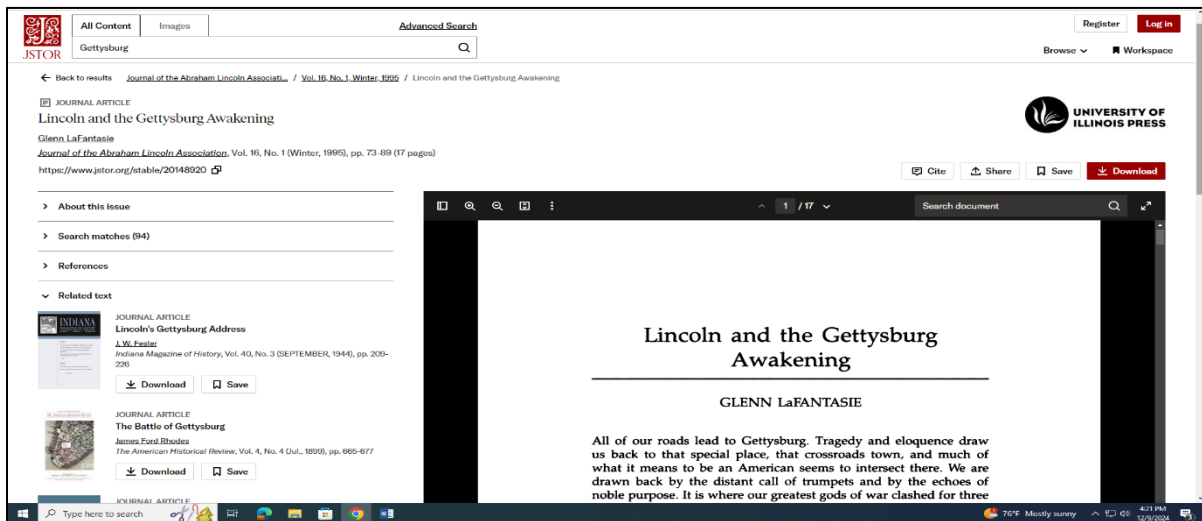 All Content
Images
Advanced Search
Gettysburg
JSTOR
Register
Log in
Browse
Workspace
Back to results
Journal of the Abraham Lincoln Associati... / Vol. 16, No. 1, Winter, 1995 / Lincoln and the Gettysburg Awakening
JOURNAL ARTICLE
Lincoln and the Gettysburg Awakening
Glenn LaFantasie
Journal of the Abraham Lincoln Association, Vol. 16, No. 1 (Winter, 1995), pp. 73-89 (17 pages)
https://www.jstor.org/stable/20148920
UNIVERSITY OF
ILLINOIS PRESS
Cite
Share
Save
Download
About this issue
Search matches (94)
References
Related text
INDIANA
JOURNAL ARTICLE
Lincoln's Gettysburg Address
J. W. Fesler
Indiana Magazine of History, Vol. 40, No. 3 (SEPTEMBER, 1944), pp. 209-
226
Download
Save
JOURNAL ARTICLE
The Battle of Gettysburg
James Ford Rhodes
The American Historical Review, Vol. 4, No. 4 (Jul., 1899), pp. 665-677
Download
Save
JOURNAL ARTICLE
1 / 17
Search document
Lincoln and the Gettysburg
Awakening
GLENN LaFANTASIE
All of our roads lead to Gettysburg. Tragedy and eloquence draw
us back to that special place, that crossroads town, and much of
what it means to be an American seems to intersect there. We are
drawn back by the distant call of trumpets and by the echoes of
noble purpose. It is where our greatest gods of war clashed for three
Type here to search
76°F Mostly sunny
4:21 PM
12/9/2024